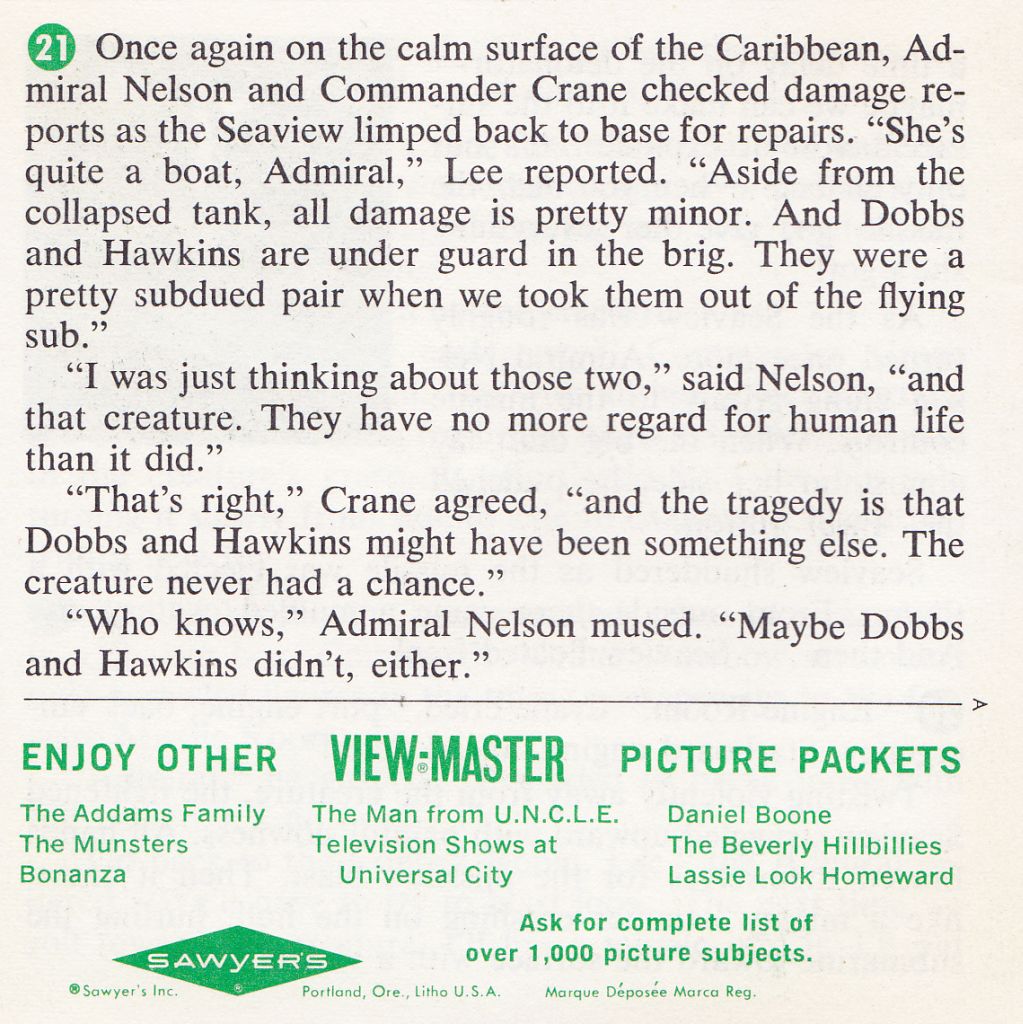 21 Once again on the calm surface of the Caribbean, Ad-
miral Nelson and Commander Crane checked damage re-
ports as the Seaview limped back to base for repairs. “She’s
quite a boat, Admiral,” Lee reported. “Aside from the
collapsed tank, all damage is pretty minor. And Dobbs
and Hawkins are under guard in the brig. They were a
pretty subdued pair when we took them out of the flying
sub.”
“I was just thinking about those two,” said Nelson, “and
that creature. They have no more regard for human life
than it did.”
“That’s right,” Crane agreed, “and the tragedy is that
Dobbs and Hawkins might have been something else. The
creature never had a chance.”
“Who knows,” Admiral Nelson mused. “Maybe Dobbs
and Hawkins didn’t, either.”
A
ENJOY OTHER VIEW-MASTER ® PICTURE PACKETS
The Addams Family
The Munsters
Bonanza
The Man from U.N.C.L.E.
Television Shows at
Universal City
Daniel Boone
The Beverly Hillbillies
Lassie Look Homeward
Ask for complete list of
over 1,000 picture subjects.
SAWYER'S
®
®Sawyer's Inc. Portland, Ore., Litho U.S.A. Marque Déposée Marca Reg.